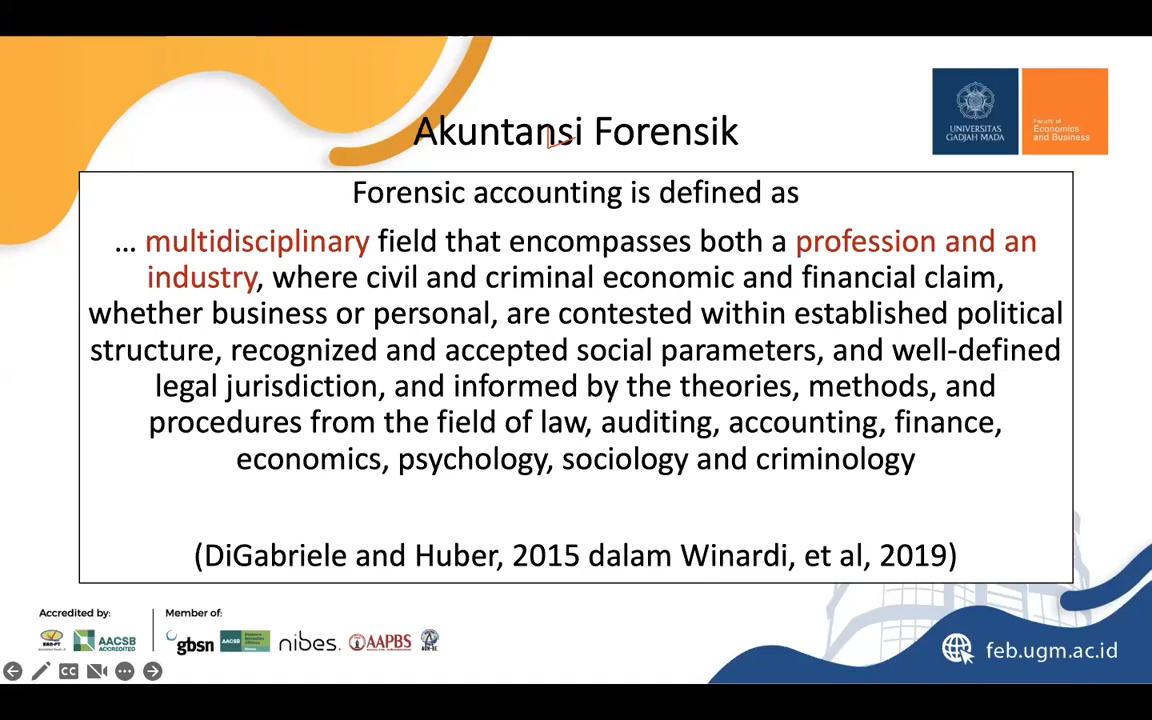 Akuntansi Forensik
UNIVERSITAS
GADJAH MADA
Faculty of
Economics
and Business
Forensic accounting is defined as
... multidisciplinary field that encompasses both a profession and an
industry, where civil and criminal economic and financial claim,
whether business or personal, are contested within established political
structure, recognized and accepted social parameters, and well-defined
legal jurisdiction, and informed by the theories, methods, and
procedures from the field of law, auditing, accounting, finance,
economics, psychology, sociology and criminology
(DiGabriele and Huber, 2015 dalam Winardi, et al, 2019)
Accredited by:
Member of:
AACSB
ACCREDITED
gbsn
AACSB
nibes.
AAPBS
feb.ugm.ac.id
CC